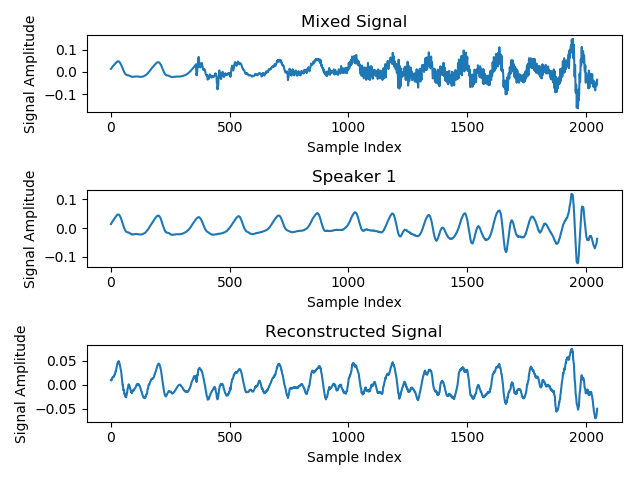 Mixed Signal
Signal Amplitude
0.1
0.0
−0.1
0 500 1000 1500 2000
Sample Index
Speaker 1
Signal Amplitude
0.1
0.0
−0.1
0 500 1000 1500 2000
Sample Index
Reconstructed Signal
Signal Amplitude
0.05
0.00
−0.05
0 500 1000 1500 2000
Sample Index